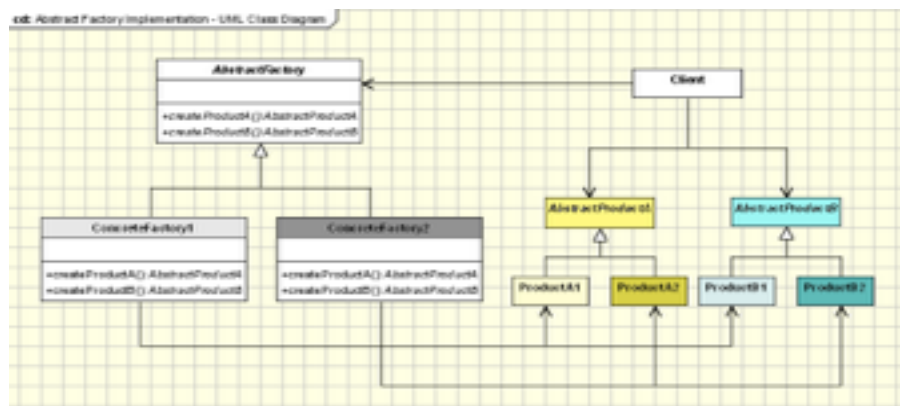 cd: Abstract Factory Implementation - UML Class Diagram
AbstractFactory
+createProductA():AbstractProductA
+createProductB():AbstractProductB
Client
ConcreteFactory1
+createProductA():AbstractProductA
+createProductB():AbstractProductB
ConcreteFactory2
+createProductA():AbstractProductA
+createProductB():AbstractProductB
AbstractProductA
AbstractProductB
ProductA1
ProductA2
ProductB1
ProductB2